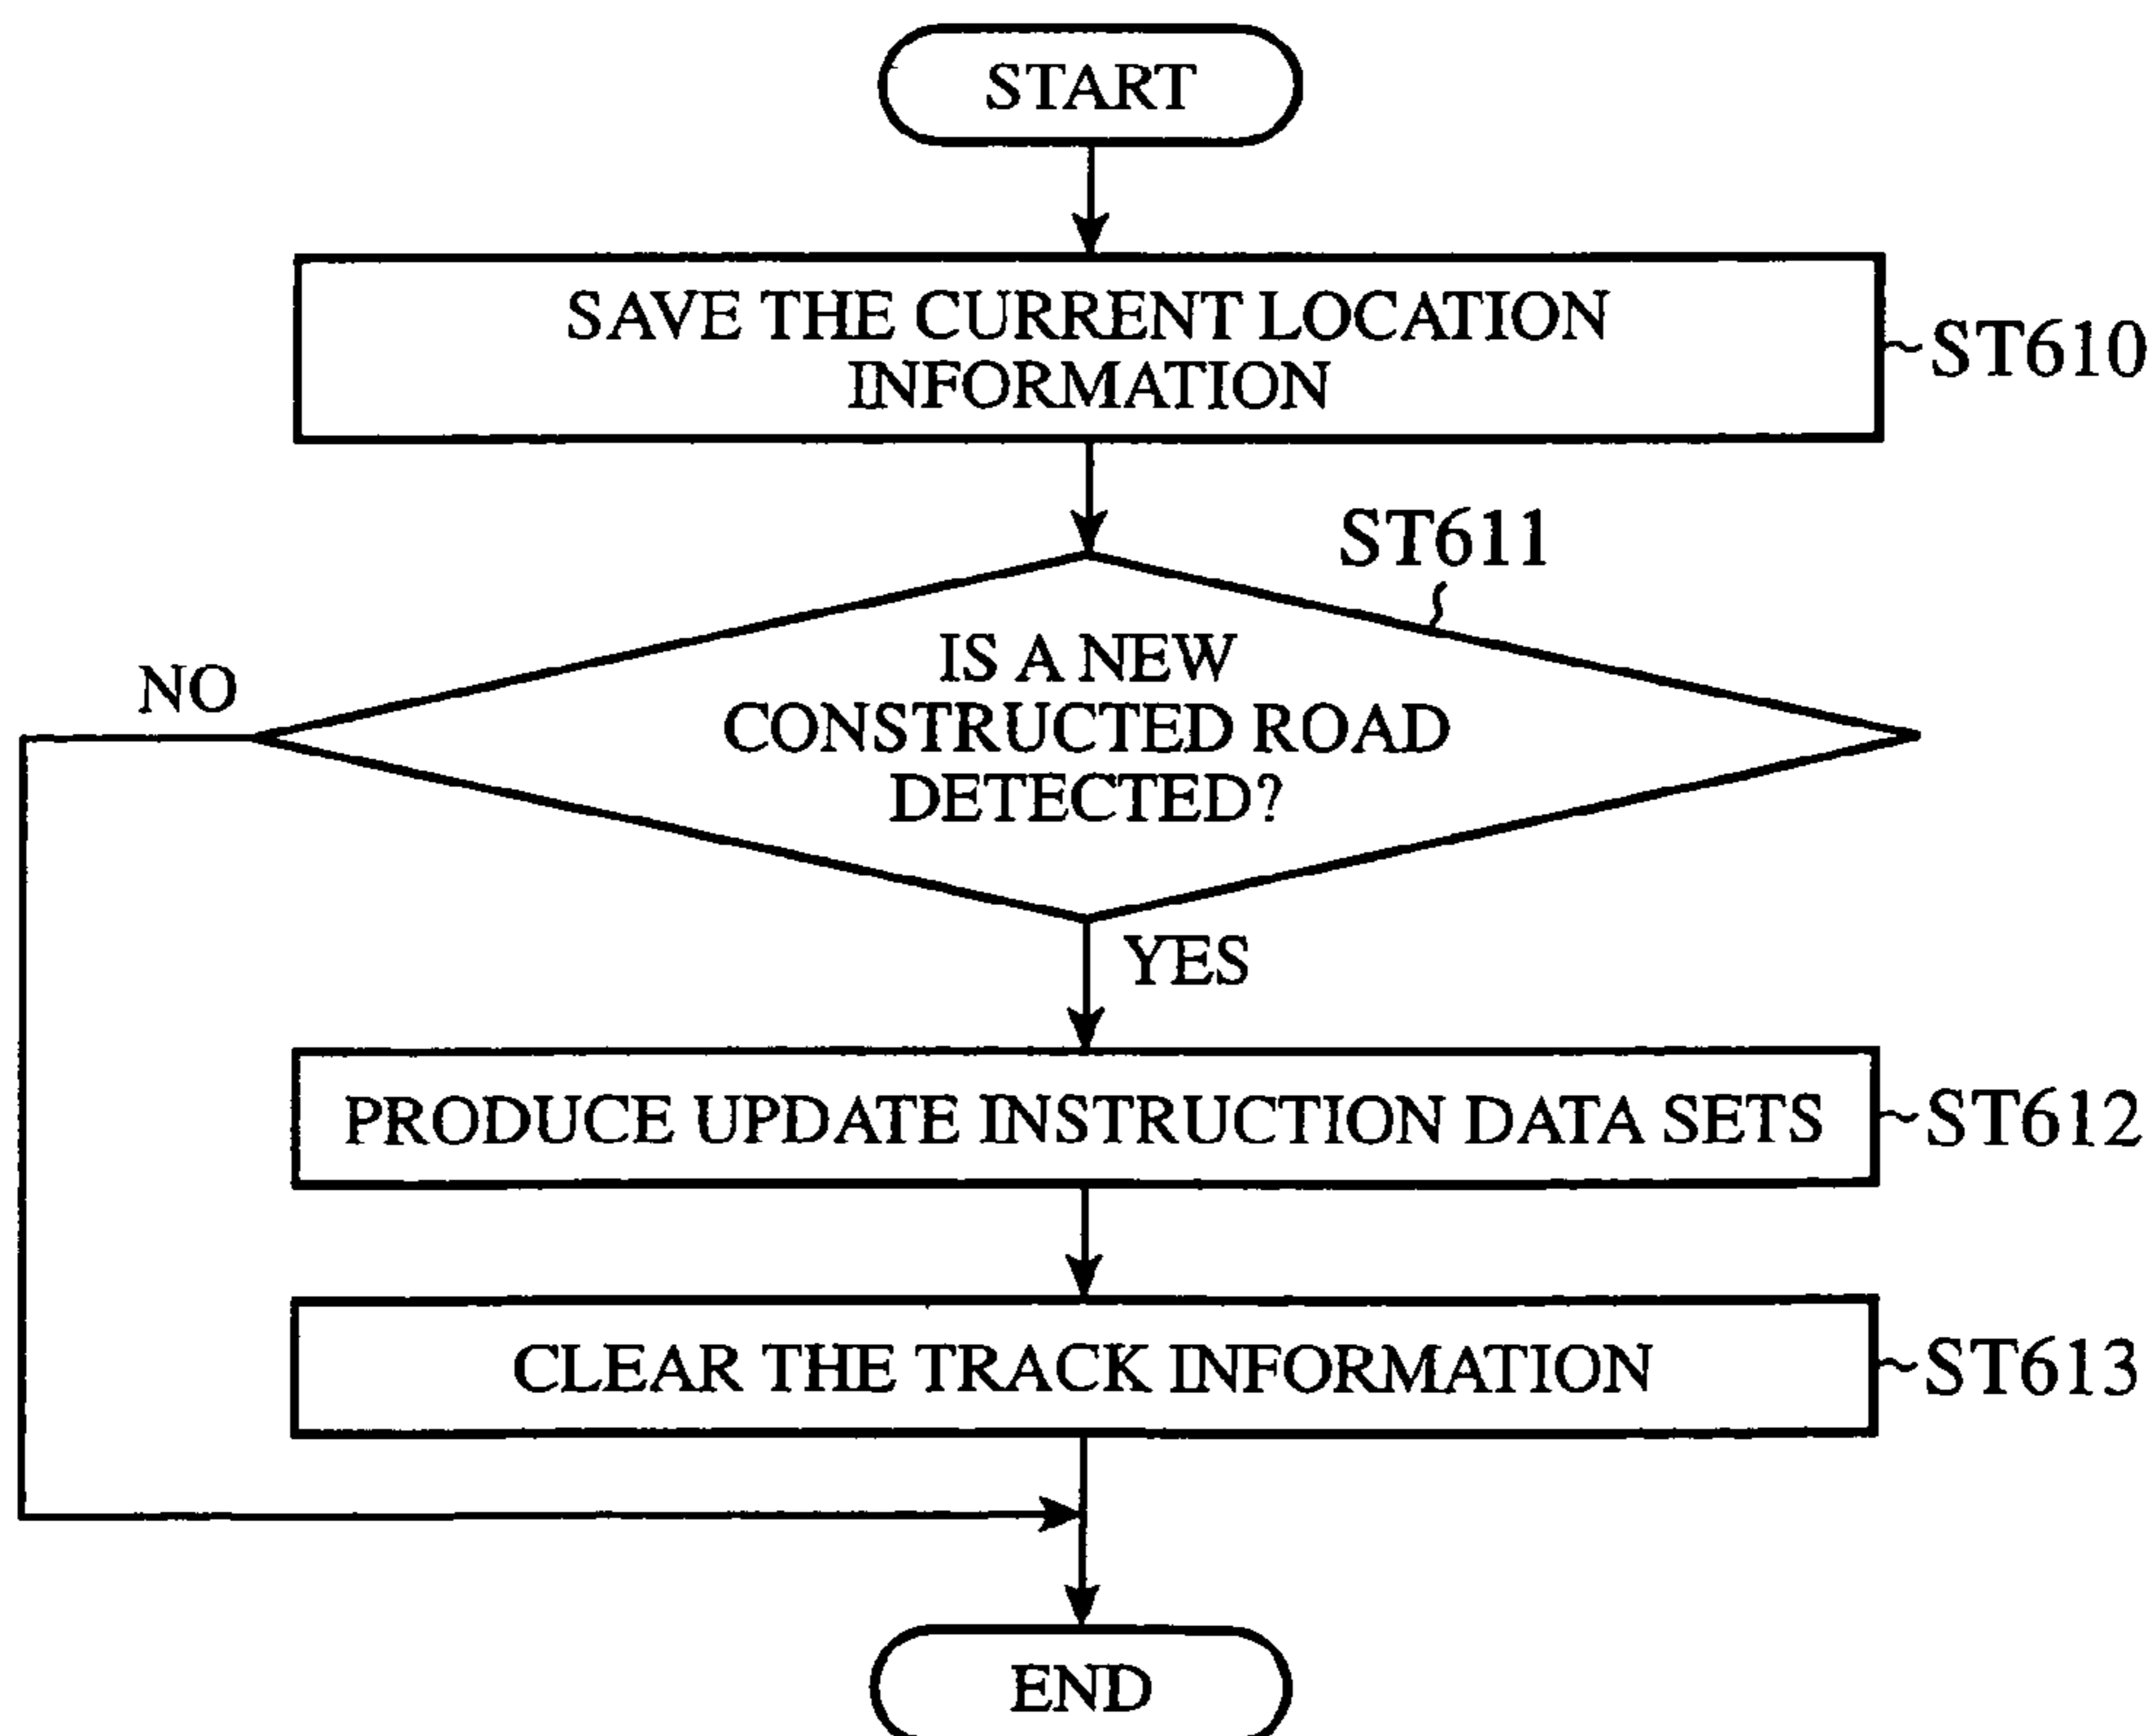 START
SAVE THE CURRENT LOCATION
INFORMATION
ST610
ST611
IS A NEW
CONSTRUCTED ROAD
DETECTED?
NO
YES
PRODUCE UPDATE INSTRUCTION DATA SETS
ST612
CLEAR THE TRACK INFORMATION
ST613
END